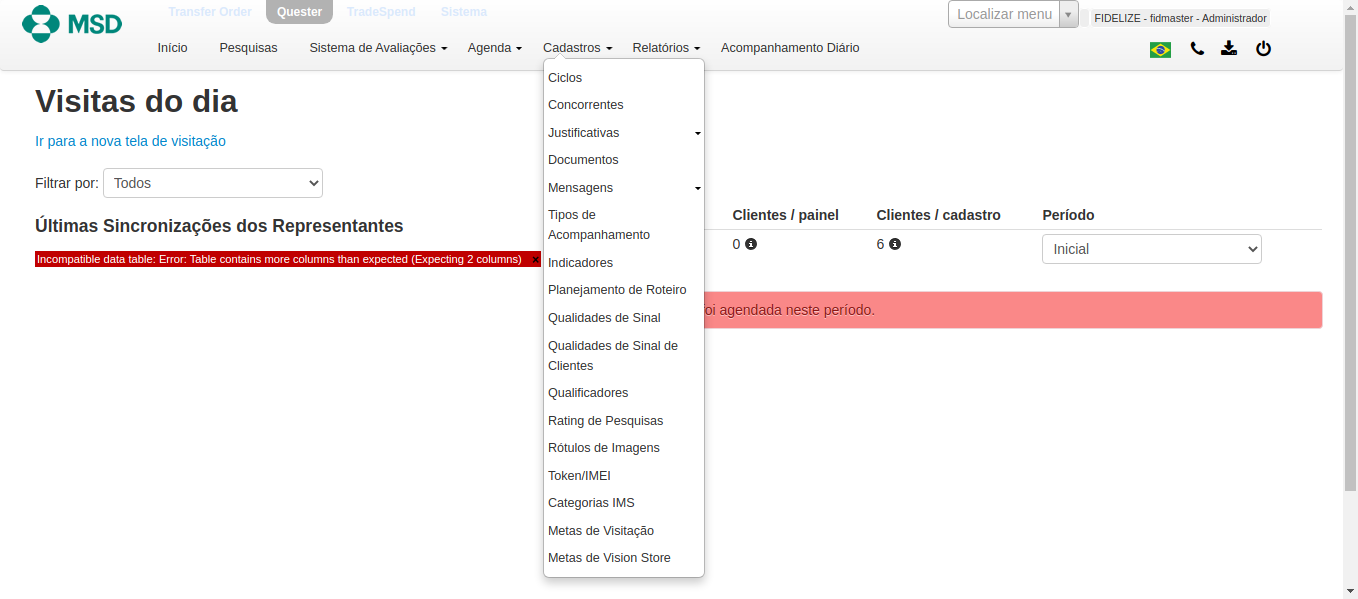 MSD
Transfer Order
Quester
TradeSpend
Sistema
Localizar menu
FIDELIZE - fidmaster - Administrador
Início
Pesquisas
Sistema de Avaliações
Agenda
Cadastros
Relatórios
Acompanhamento Diário
Visitas do dia
Ir para a nova tela de visitação
Filtrar por:
Todos
Últimas Sincronizações dos Representantes
Incompatible data table: Error: Table contains more columns than expected (Expecting 2 columns) ×
Ciclos
Concorrentes
Justificativas
Documentos
Mensagens
Tipos de
Acompanhamento
Indicadores
Planejamento de Roteiro
Qualidades de Sinal
Qualidades de Sinal de
Clientes
Qualificadores
Rating de Pesquisas
Rótulos de Imagens
Token/IMEI
Categorias IMS
Metas de Visitação
Metas de Vision Store
Clientes / painel
Clientes / cadastro
Período
0
6
Inicial
foi agendada neste período.